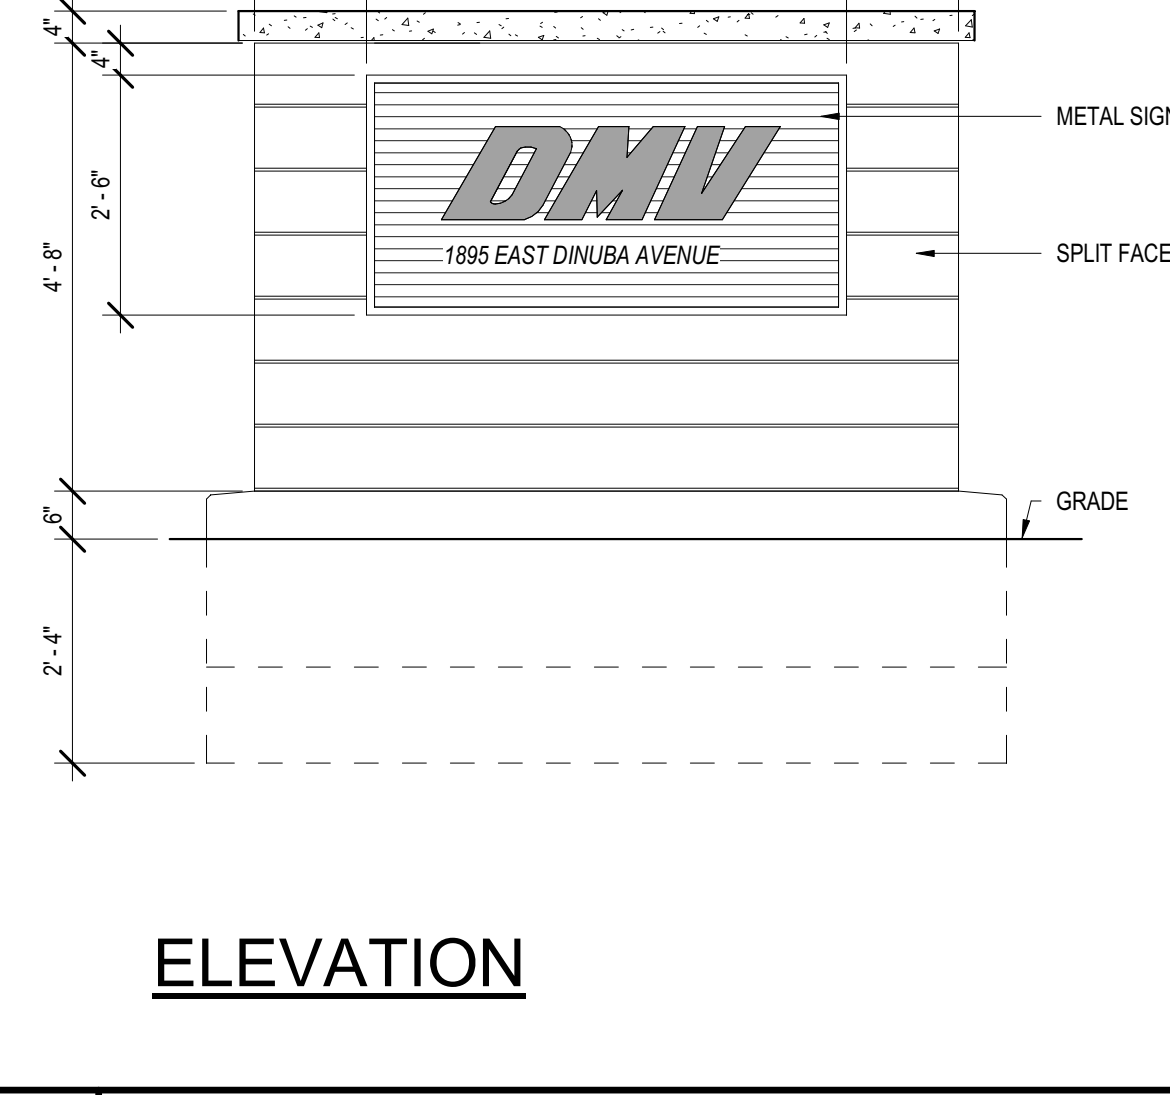 4"
4"
METAL SIGN
DMV
2' - 6"
1895 EAST DINUBA AVENUE
SPLIT FACE
4' - 8"
GRADE
6"
2' - 4"
ELEVATION